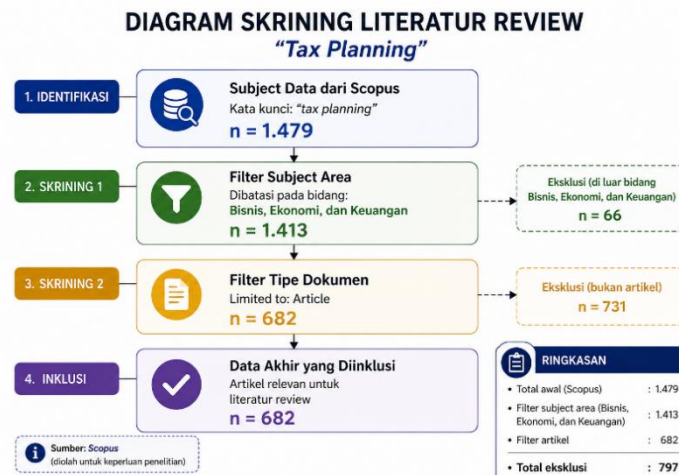 DIAGRAM SKRINING LITERATUR REVIEW
“Tax Planning”
1. IDENTIFIKASI
Subject Data dari Scopus
Kata kunci: “tax planning”
n = 1.479
2. SKRINING 1
Filter Subject Area
Dibatasi pada bidang:
Bisnis, Ekonomi, dan Keuangan
n = 1.413
Eksklusi (di luar bidang
Bisnis, Ekonomi, dan Keuangan)
n = 66
3. SKRINING 2
Filter Tipe Dokumen
Limited to: Article
n = 682
Eksklusi (bukan artikel)
n = 731
4. INKLUSI
Data Akhir yang Diinklusi
Artikel relevan untuk
literatur review
n = 682
i
Sumber: Scopus
(diolah untuk keperluan penelitian)
RINGKASAN
• Total awal (Scopus) : 1.479
• Filter subject area (Bisnis,
Ekonomi, dan Keuangan) : 1.413
• Filter artikel : 682
• Total eksklusi : 797